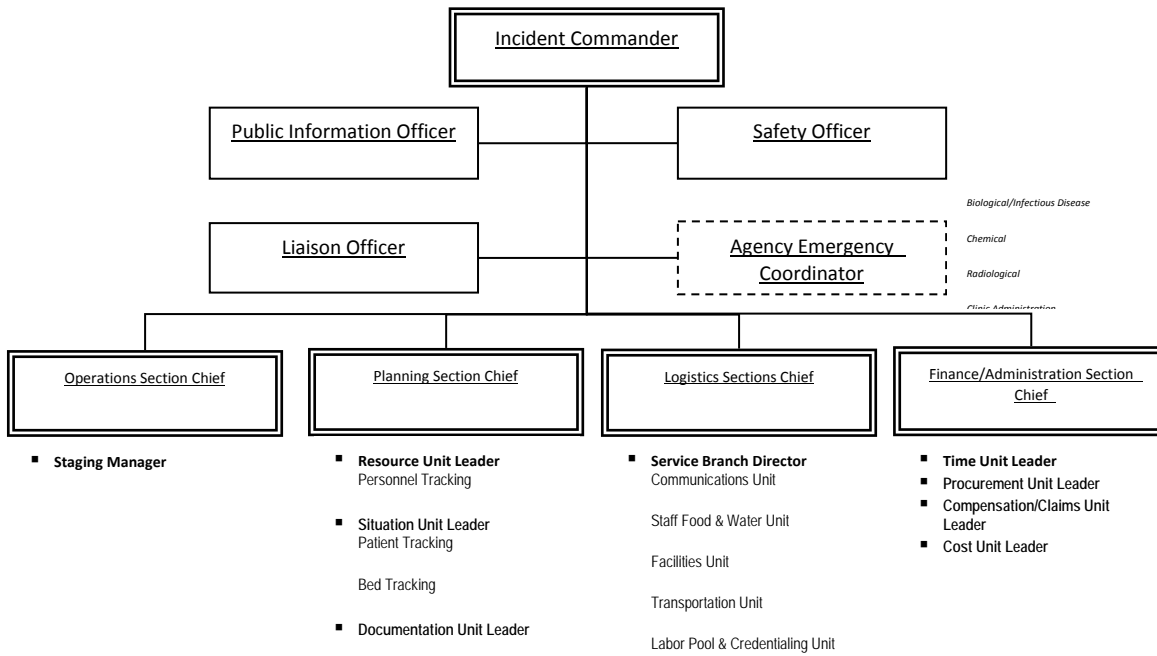 Incident Commander
Public Information Officer
Safety Officer
Biological/Infectious Disease
Chemical
Radiological
Clinic Administration
Liaison Officer
Agency Emergency
Coordinator
Operations Section Chief
Planning Section Chief
Logistics Sections Chief
Finance/Administration Section
Chief
▪ Staging Manager
▪ Resource Unit Leader
Personnel Tracking
▪ Situation Unit Leader
Patient Tracking
Bed Tracking
▪ Documentation Unit Leader
▪ Service Branch Director
Communications Unit
Staff Food & Water Unit
Facilities Unit
Transportation Unit
Labor Pool & Credentialing Unit
▪ Time Unit Leader
▪ Procurement Unit Leader
▪ Compensation/Claims Unit
Leader
▪ Cost Unit Leader